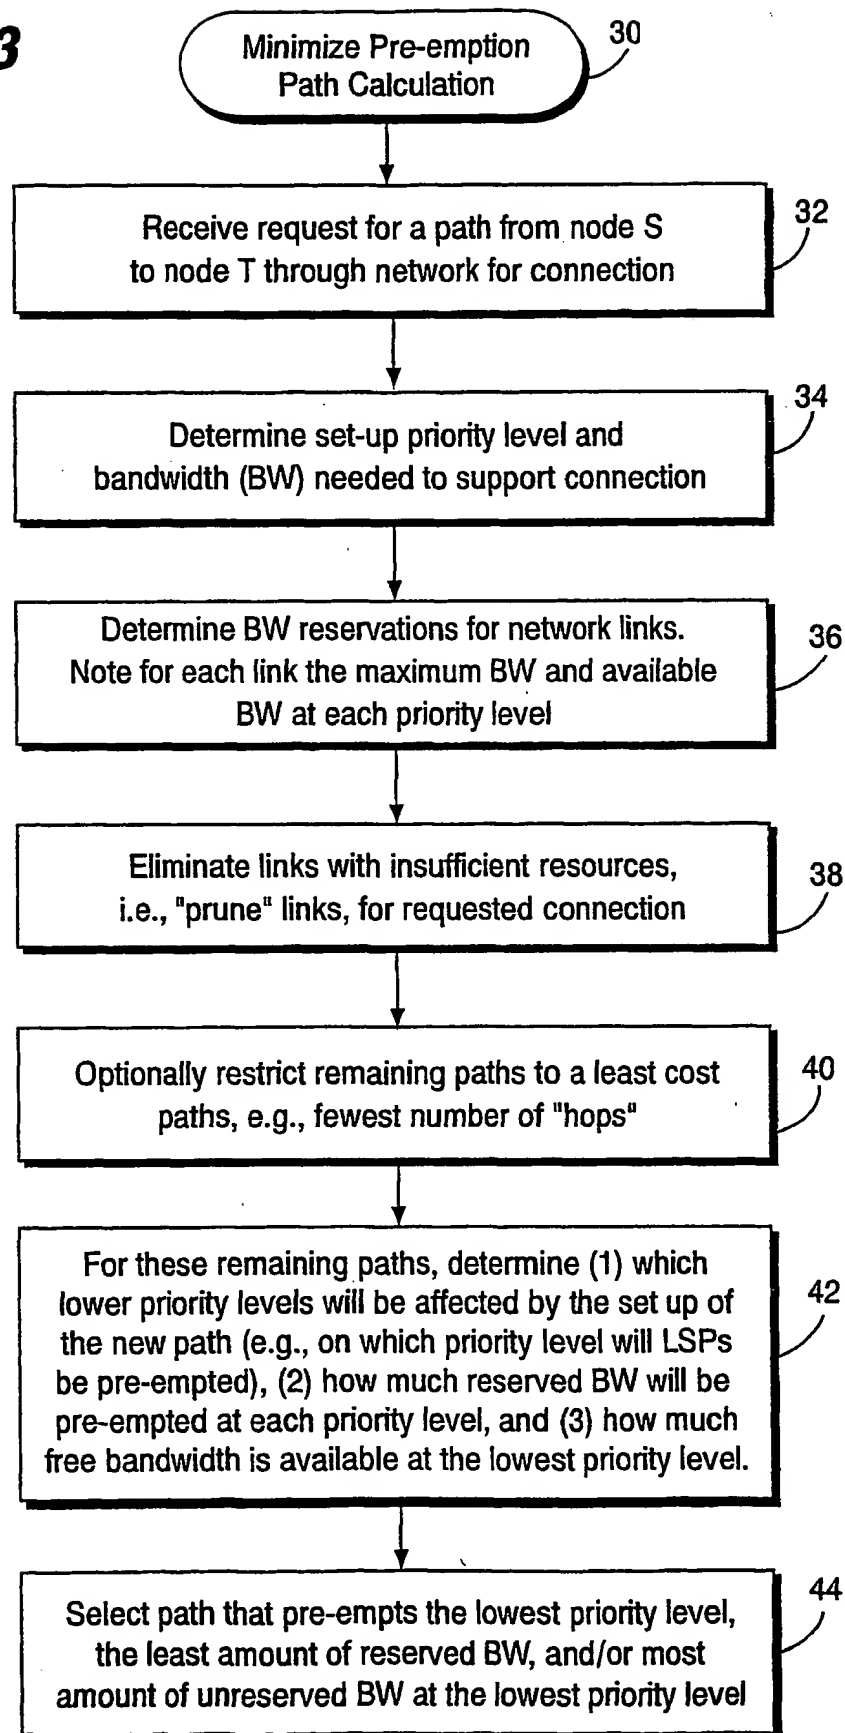 3
Minimize Pre-emption
Path Calculation
30
Receive request for a path from node S
to node T through network for connection
32
Determine set-up priority level and
bandwidth (BW) needed to support connection
34
Determine BW reservations for network links.
Note for each link the maximum BW and available
BW at each priority level
36
Eliminate links with insufficient resources,
i.e., "prune" links, for requested connection
38
Optionally restrict remaining paths to a least cost
paths, e.g., fewest number of "hops"
40
For these remaining paths, determine (1) which
lower priority levels will be affected by the set up of
the new path (e.g., on which priority level will LSPs
be pre-empted), (2) how much reserved BW will be
pre-empted at each priority level, and (3) how much
free bandwidth is available at the lowest priority level.
42
Select path that pre-empts the lowest priority level,
the least amount of reserved BW, and/or most
amount of unreserved BW at the lowest priority level
44